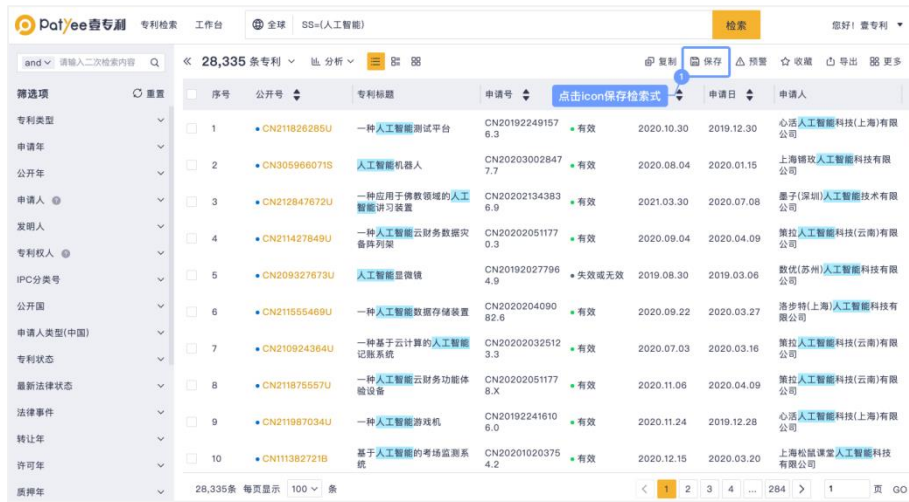 Patyee壹专利 专利检索 工作台 全球 SS=(人工智能) 检索 您好！壹专利
and 请输入二次检索内容 28,335 条专利 分析 复制 保存 预警 收藏 导出 更多
1
点击icon保存检索式
筛选项 重置 序号 公开号 专利标题 申请号 申请日 申请人
专利类型
申请年
公开年
申请人
发明人
专利权人
IPC分类号
公开国
申请人类型(中国)
专利状态
最新法律状态
法律事件
转让年
许可年
质押年
1 CN211826285U 一种人工智能测试平台 CN20192249157 有效 2020.10.30 2019.12.30 心活人工智能科技(上海)有限
6.3 公司
2 CN305966071S 人工智能机器人 CN20203002847 有效 2020.08.04 2020.01.15 上海锡玫人工智能科技有限
7.7 公司
3 CN212847672U 一种应用于佛教领域的人工 CN20202134383 有效 2021.03.30 2020.07.08 墨子(深圳)人工智能技术有限
智能讲习装置 6.9 公司
4 CN211427849U 一种人工智能云财务数据灾 CN20202051177 有效 2020.09.04 2020.04.09 策拉人工智能科技(云南)有限
备阵列架 0.3 公司
5 CN209327673U 人工智能显微镜 CN20192027796 失效或无效 2019.08.30 2019.03.06 数优(苏州)人工智能科技有限
4.9 公司
6 CN211555469U 一种人工智能数据存储装置 CN2020204090 有效 2020.09.22 2020.03.27 洛步特(上海)人工智能科技有
82.6 限公司
7 CN210924364U 一种基于云计算的人工智能 CN20202032512 有效 2020.07.03 2020.03.16 策拉人工智能科技(云南)有限
记账系统 3.3 公司
8 CN211875557U 一种人工智能云财务功能体 CN20202051177 有效 2020.11.06 2020.04.09 策拉人工智能科技(云南)有限
验设备 8.X 公司
9 CN211987034U 一种人工智能游戏机 CN20192241610 有效 2020.11.24 2019.12.28 心活人工智能科技(上海)有限
6.0 公司
10 CN111382721B 基于人工智能的考场监测系 CN20201020375 有效 2020.12.15 2020.03.20 上海松鼠课堂人工智能科技
统 4.2 有限公司
28,335条 每页显示 100 条 < 1 2 3 4 ... 284 > 1 页 GO